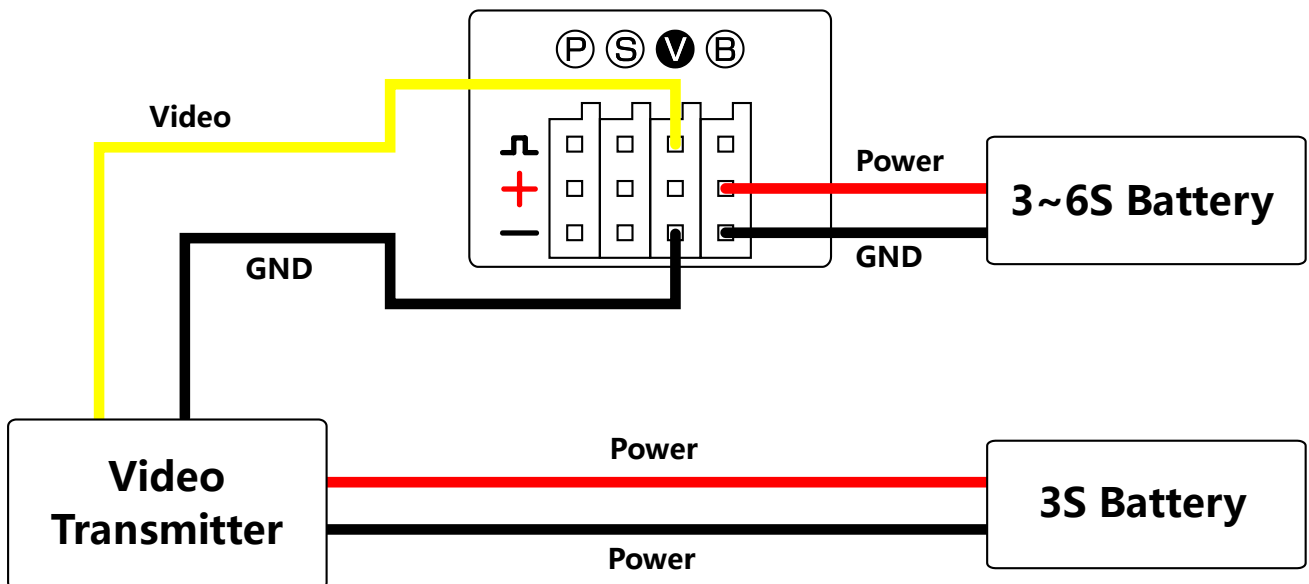 P S V B
Video
+
−
Power
3~6S Battery
GND
GND
Video
Transmitter
Power
3S Battery
Power